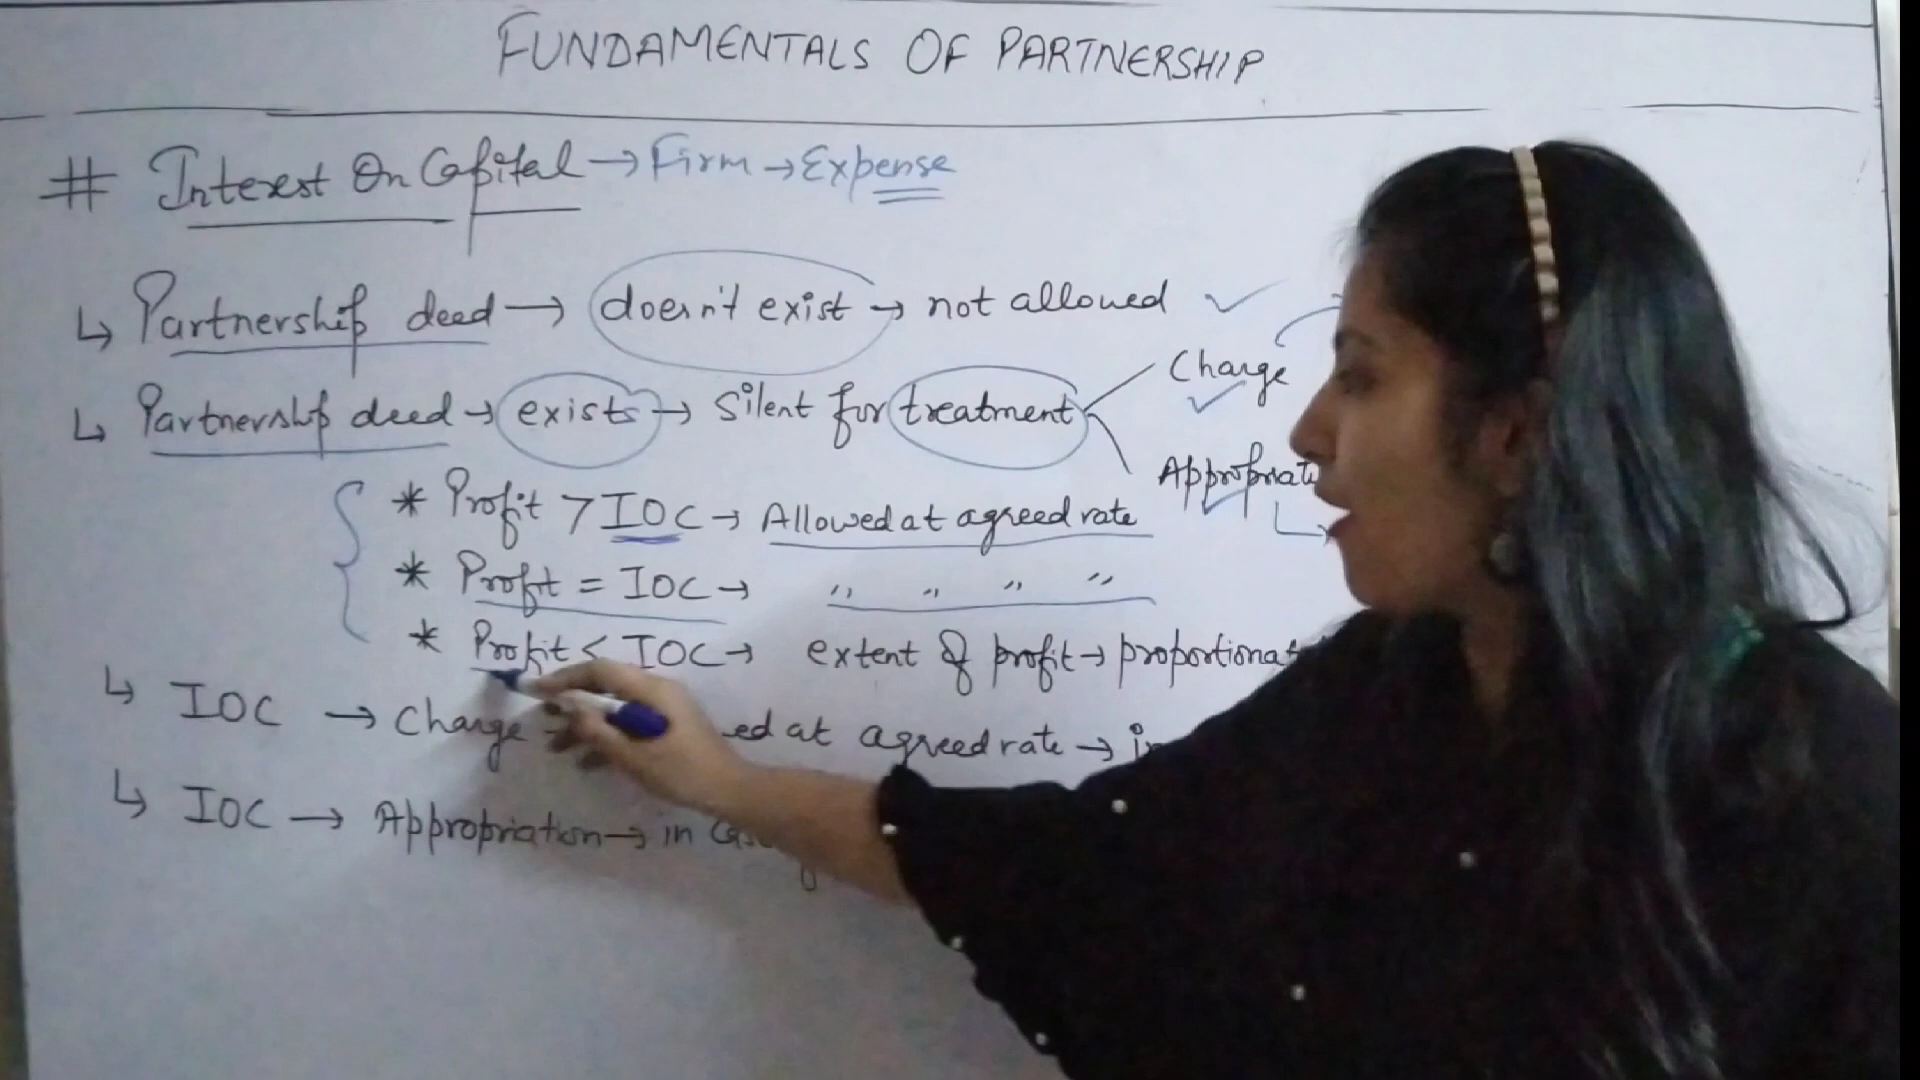 FUNDAMENTALS OF PARTNERSHIP
# Interest On Capital → Firm → Expense
↳ Partnership deed → doesn't exist → not allowed ✓
Charge ✓
↳ Partnership deed → exists → Silent for treatment
Appropriat ✓
* Profit > IOC → Allowed at agreed rate
* Profit = IOC → " " " "
* Profit < IOC → extent of profit → proportionat
↳ IOC → Charge → ed at agreed rate → i
↳ IOC → Appropriation → in